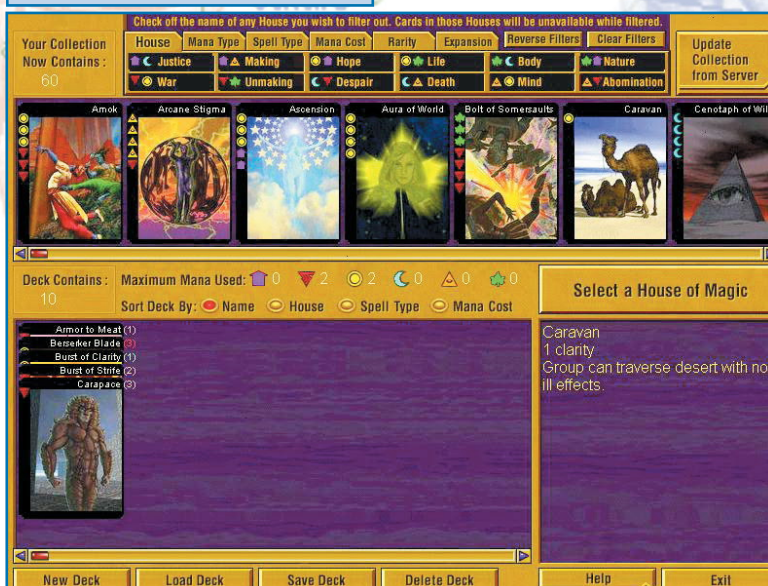 Check off the name of any House you wish to filter out. Cards in those Houses will be unavailable while filtered.
Your Collection
Now Contains :
60
House Mana Type Spell Type Mana Cost Rarity Expansion Reverse Filters Clear Filters
Justice Making Hope Life Body Nature
War Unmaking Despair Death Mind Abomination
Update
Collection
from Server
Amok Arcane Stigma Ascension Aura of World Bolt of Somersaults Caravan Cenotaph of Wil
Deck Contains :
10
Maximum Mana Used: 0 2 2 0 0 0
Sort Deck By: Name House Spell Type Mana Cost
Select a House of Magic
Armor to Meat (1)
Berserker Blade (3)
Burst of Clarity (1)
Burst of Strife (2)
Carapace (3)
Caravan
1 clarity
Group can traverse desert with no
ill effects.
New Deck Load Deck Save Deck Delete Deck Help Exit